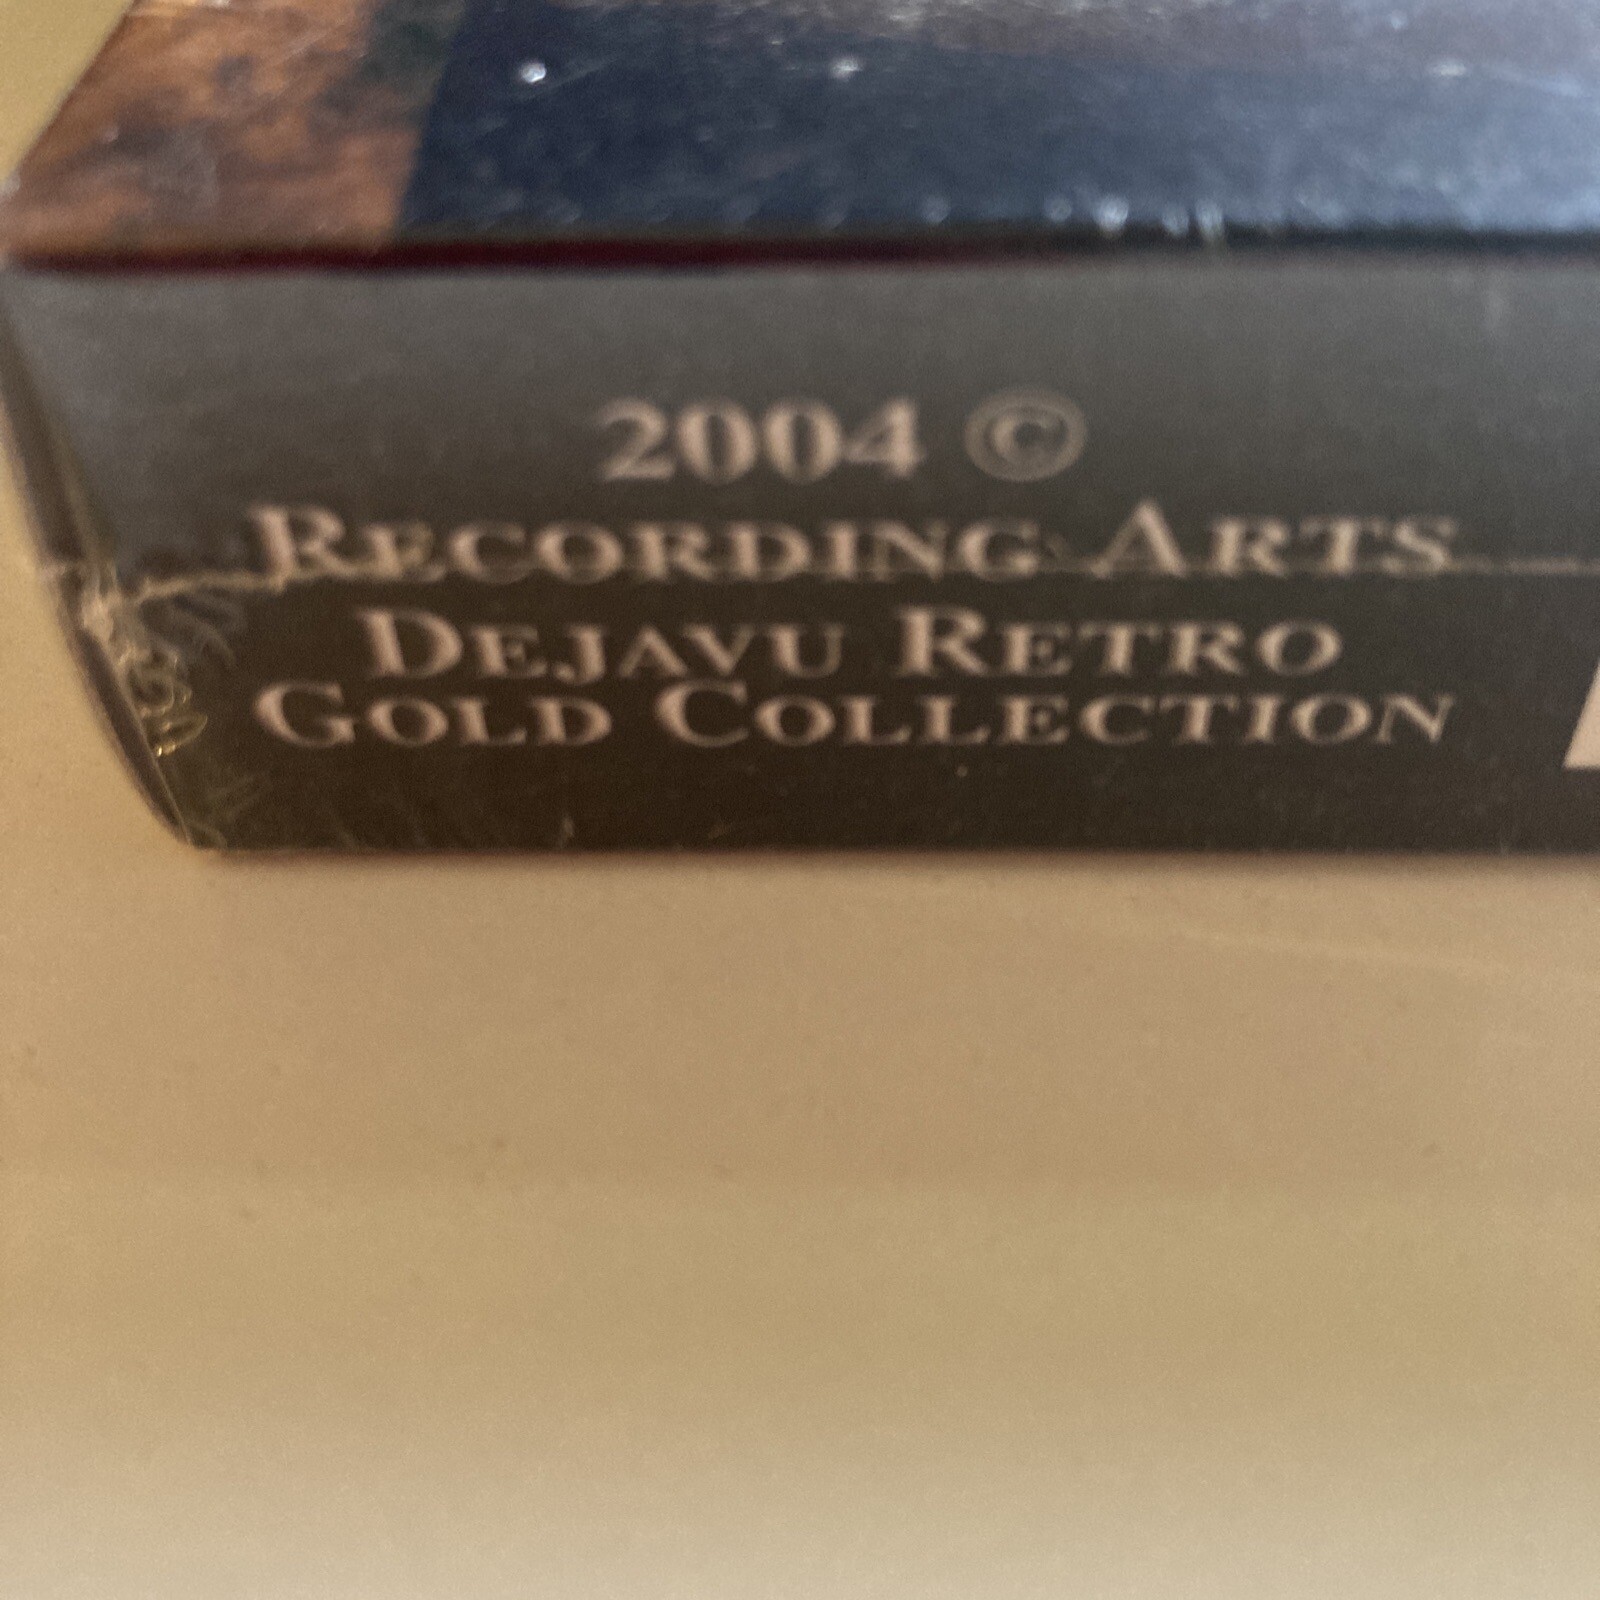 2004 ©
RECORDING ARTS
DEJAVU RETRO
GOLD COLLECTION